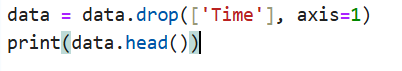 data = data.drop(['Time'], axis=1)
print(data.head())